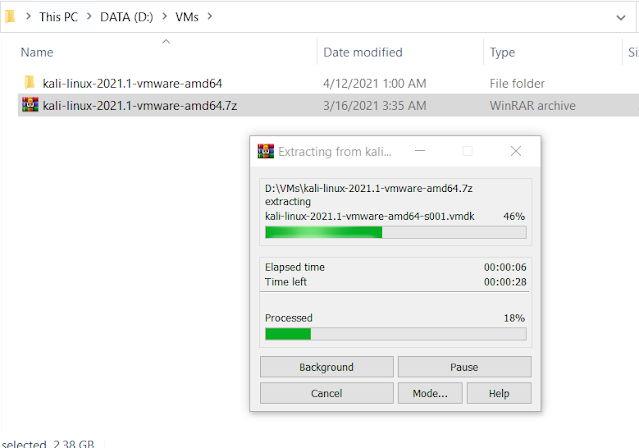 This PC > DATA (D:) > VMs >
Name Date modified Type
kali-linux-2021.1-vmware-amd64 4/12/2021 1:00 AM File folder
kali-linux-2021.1-vmware-amd64.7z 3/16/2021 3:35 AM WinRAR archive
Extracting from kali...
D:\VMs\kali-linux-2021.1-vmware-amd64.7z
extracting
kali-linux-2021.1-vmware-amd64-s001.vmdk 46%
Elapsed time 00:00:06
Time left 00:00:28
Processed 18%
Background Pause
Cancel Mode... Help
selected 2.38 GB